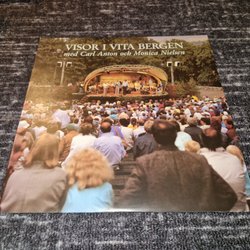 VISOR I VITA BERGEN
med Carl Anton och Monica Nielsen